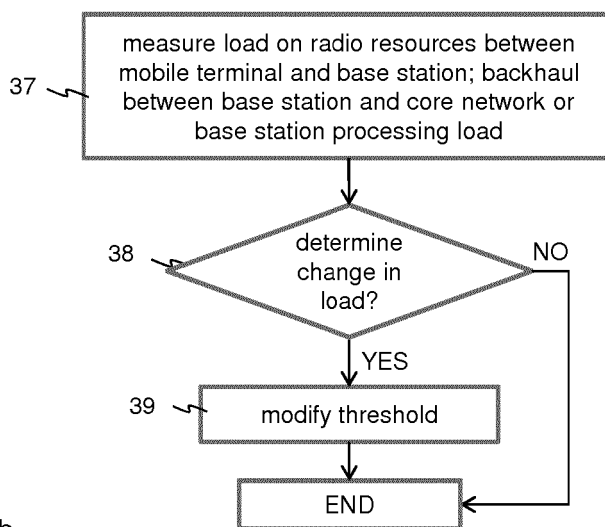 measure load on radio resources between
mobile terminal and base station; backhaul
between base station and core network or
base station processing load
37
determine
change in
load?
38
NO
YES
modify threshold
39
END